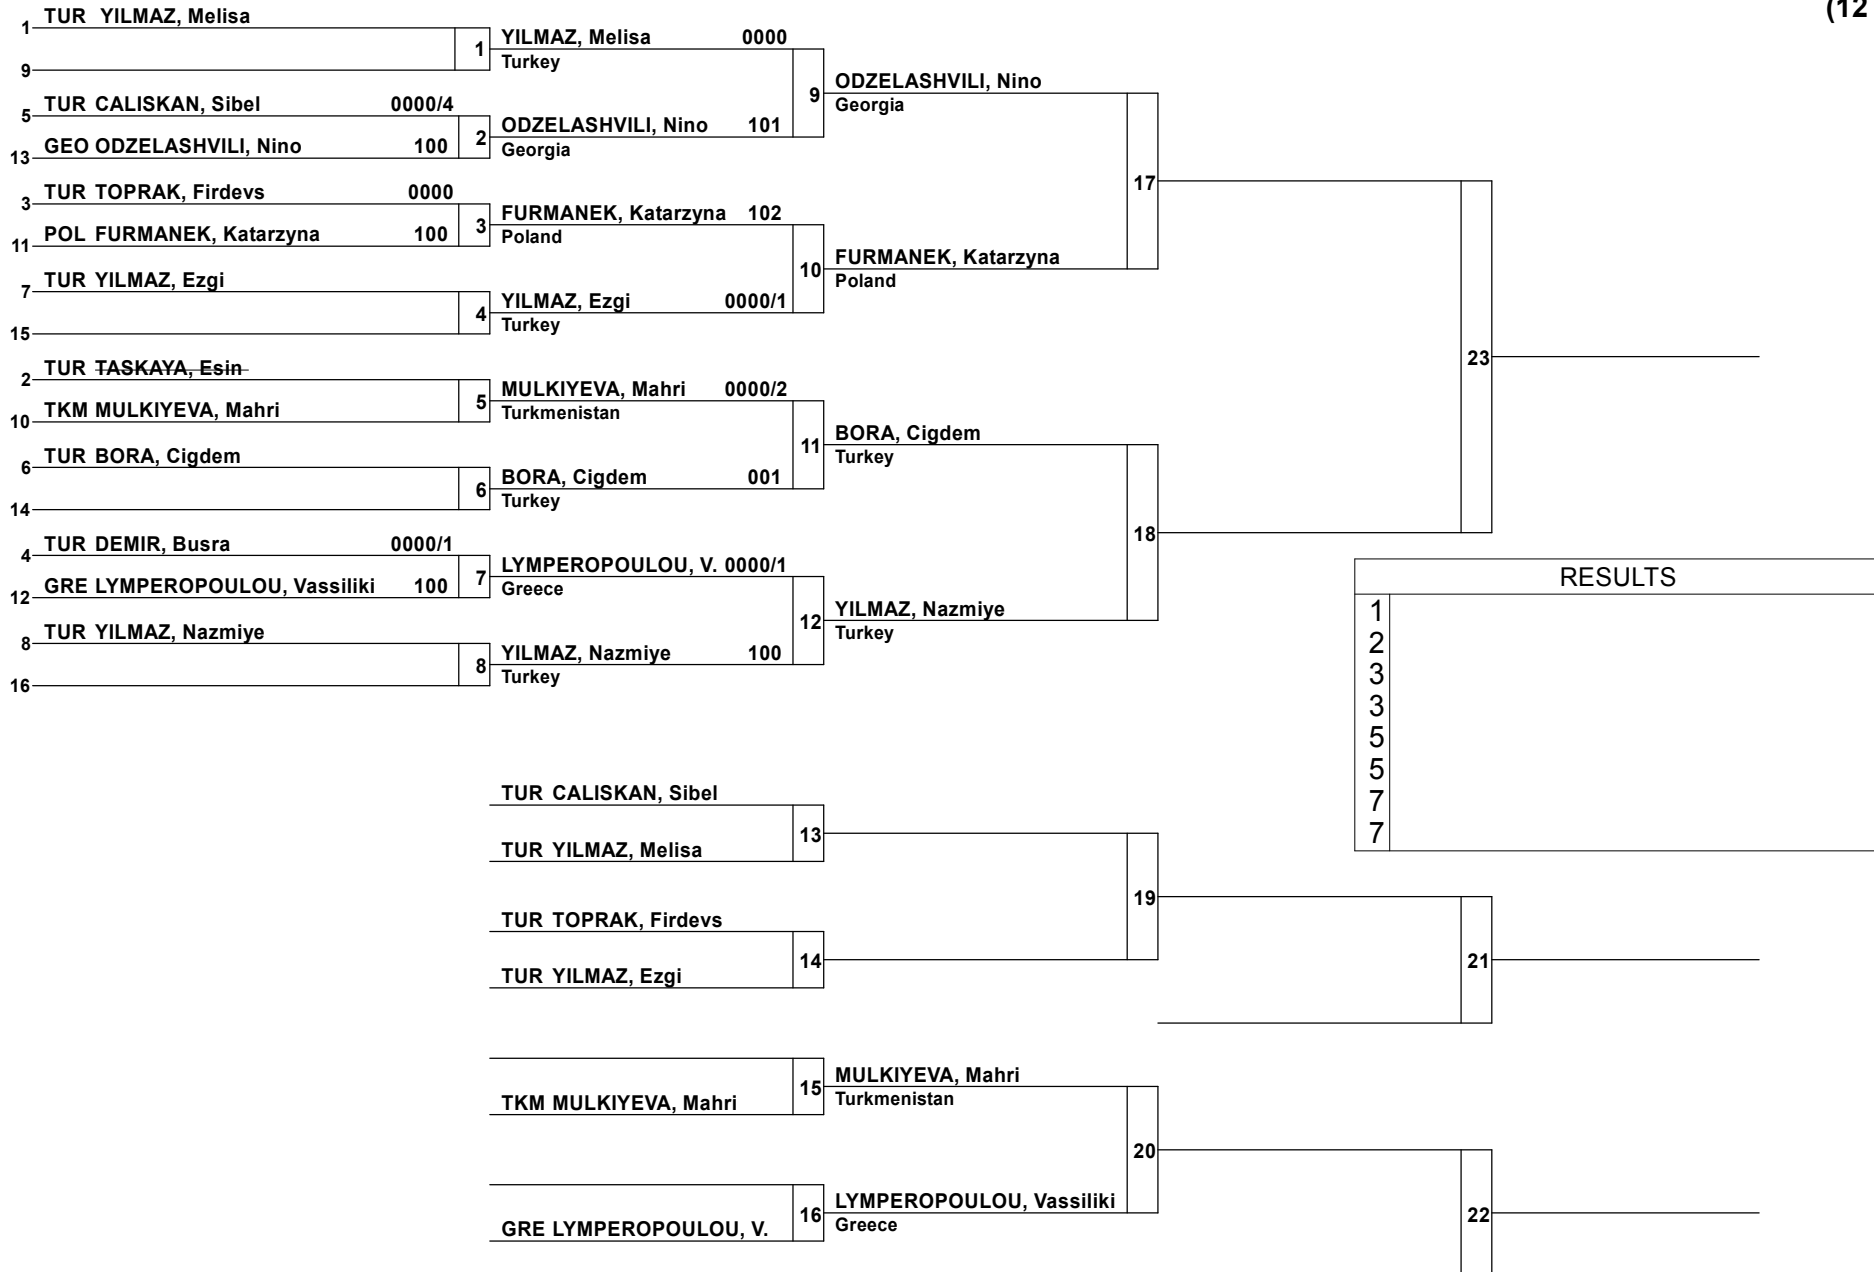 (12
1 TUR YILMAZ, Melisa
9
1 YILMAZ, Melisa 0000
Turkey
5 TUR CALISKAN, Sibel 0000/4
13 GEO ODZELASHVILI, Nino 100
2 ODZELASHVILI, Nino 101
Georgia
9 ODZELASHVILI, Nino
Georgia
3 TUR TOPRAK, Firdevs 0000
11 POL FURMANEK, Katarzyna 100
3 FURMANEK, Katarzyna 102
Poland
7 TUR YILMAZ, Ezgi
15
4 YILMAZ, Ezgi 0000/1
Turkey
10 FURMANEK, Katarzyna
Poland
17
2 TUR TASKAYA, Esin
10 TKM MULKIYEVA, Mahri
5 MULKIYEVA, Mahri 0000/2
Turkmenistan
6 TUR BORA, Cigdem
14
6 BORA, Cigdem 001
Turkey
11 BORA, Cigdem
Turkey
4 TUR DEMIR, Busra 0000/1
12 GRE LYMPEROPOULOU, Vassiliki 100
7 LYMPEROPOULOU, V. 0000/1
Greece
8 TUR YILMAZ, Nazmiye
16
8 YILMAZ, Nazmiye 100
Turkey
12 YILMAZ, Nazmiye
Turkey
18
23
RESULTS
1
2
3
3
5
5
7
7
TUR CALISKAN, Sibel
13
TUR YILMAZ, Melisa
TUR TOPRAK, Firdevs
14
TUR YILMAZ, Ezgi
19
21
15 MULKIYEVA, Mahri
Turkmenistan
TKM MULKIYEVA, Mahri
20
16 LYMPEROPOULOU, Vassiliki
Greece
GRE LYMPEROPOULOU, V.
22